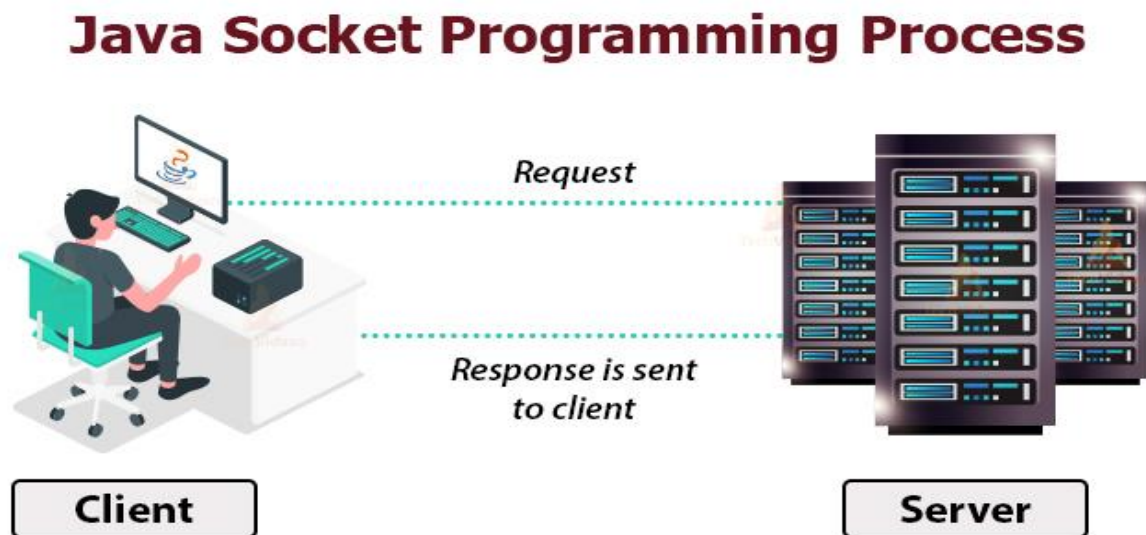 Java Socket Programming Process
Request
Response is sent
to client
Client
Server